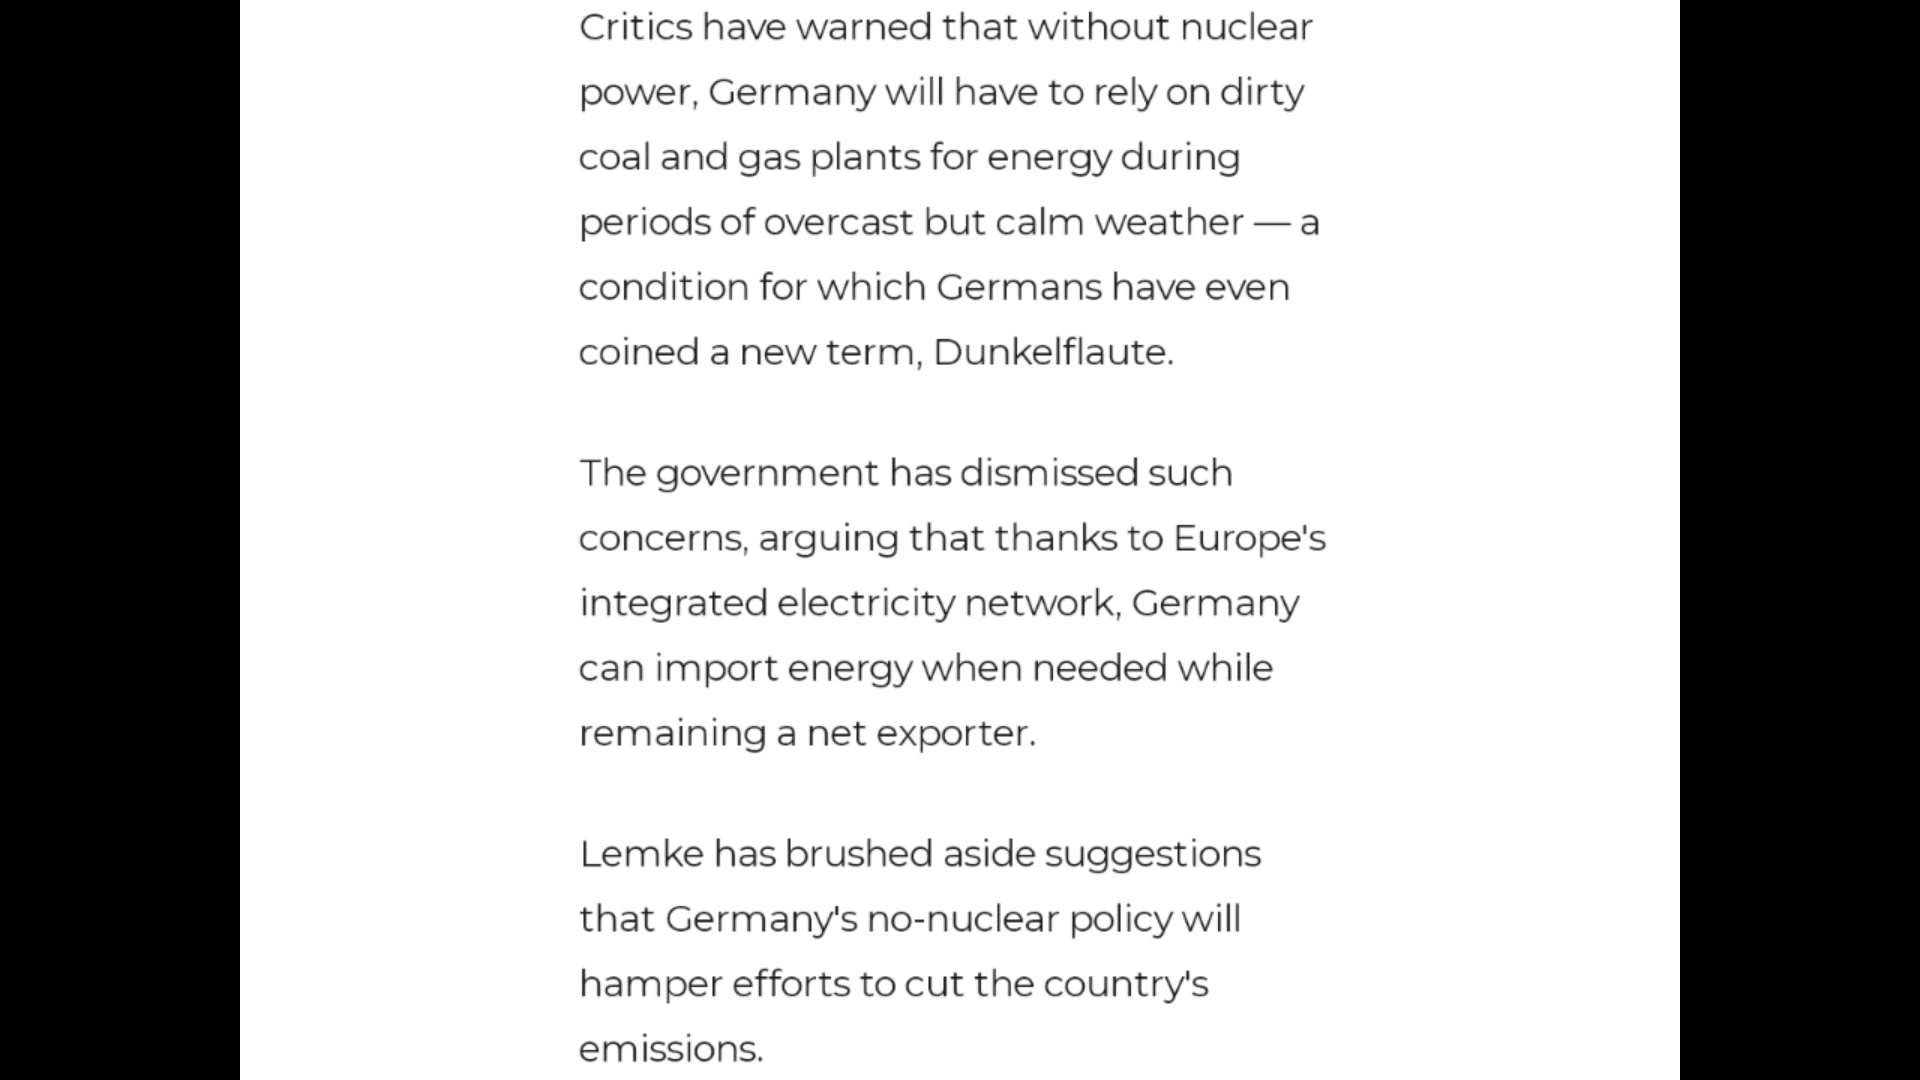 Critics have warned that without nuclear
power, Germany will have to rely on dirty
coal and gas plants for energy during
periods of overcast but calm weather — a
condition for which Germans have even
coined a new term, Dunkelflaute.
The government has dismissed such
concerns, arguing that thanks to Europe's
integrated electricity network, Germany
can import energy when needed while
remaining a net exporter.
Lemke has brushed aside suggestions
that Germany's no-nuclear policy will
hamper efforts to cut the country's
emissions.